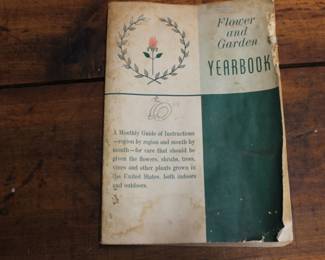 Flower
and
Garden
YEARBOOK
A Monthly Guide of Instructions
—region by region and month by
month—for care that should be
given the flowers, shrubs, trees,
vines and other plants grown in
the United States, both indoors
and outdoors.